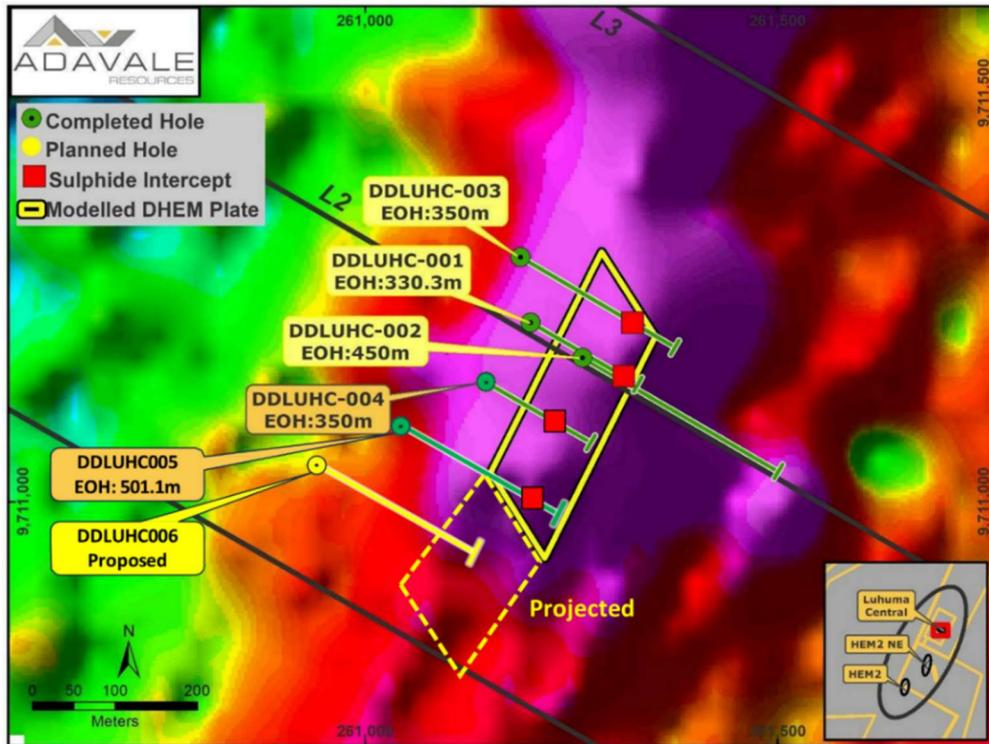 261,000
261,500
ADAVALE
RESOURCES
L3
9,711,500
Completed Hole
Planned Hole
Sulphide Intercept
Modelled DHEM Plate
L2
DDLUHC-003
EOH:350m
DDLUHC-001
EOH:330.3m
DDLUHC-002
EOH:450m
DDLUHC-004
EOH:350m
DDLUHC005
EOH: 501.1m
9,711,000
9,711,000
DDLUHC006
Proposed
Projected
N
0 50 100 200
Meters
Luhuma
Central
HEM2 NE
HEM2
261,000
261,500